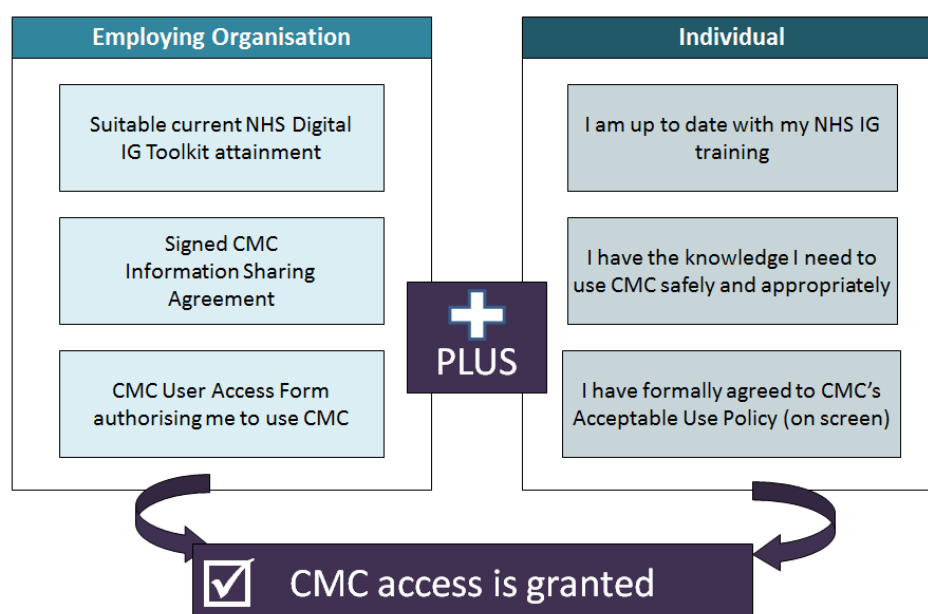 Employing Organisation
Suitable current NHS Digital
IG Toolkit attainment
Signed CMC
Information Sharing
Agreement
CMC User Access Form
authorising me to use CMC
PLUS
Individual
I am up to date with my NHS IG
training
I have the knowledge I need to
use CMC safely and appropriately
I have formally agreed to CMC’s
Acceptable Use Policy (on screen)
CMC access is granted